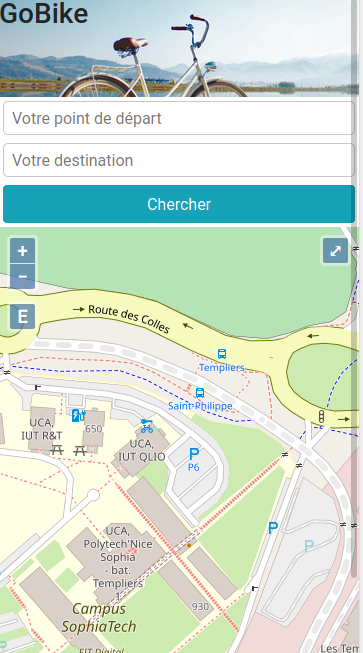 GoBike
Votre point de départ
Votre destination
Chercher
+
−
E
Route des Colles
Templiers
Saint-Philippe
UCA,
IUT R&T
650
UCA,
IUT QLIO
P
P6
P
P
UCA,
Polytech'Nice
Sophia
- bat.
Templiers
1
930
Campus
SophiaTech
EIT Digital
Les Tem
P